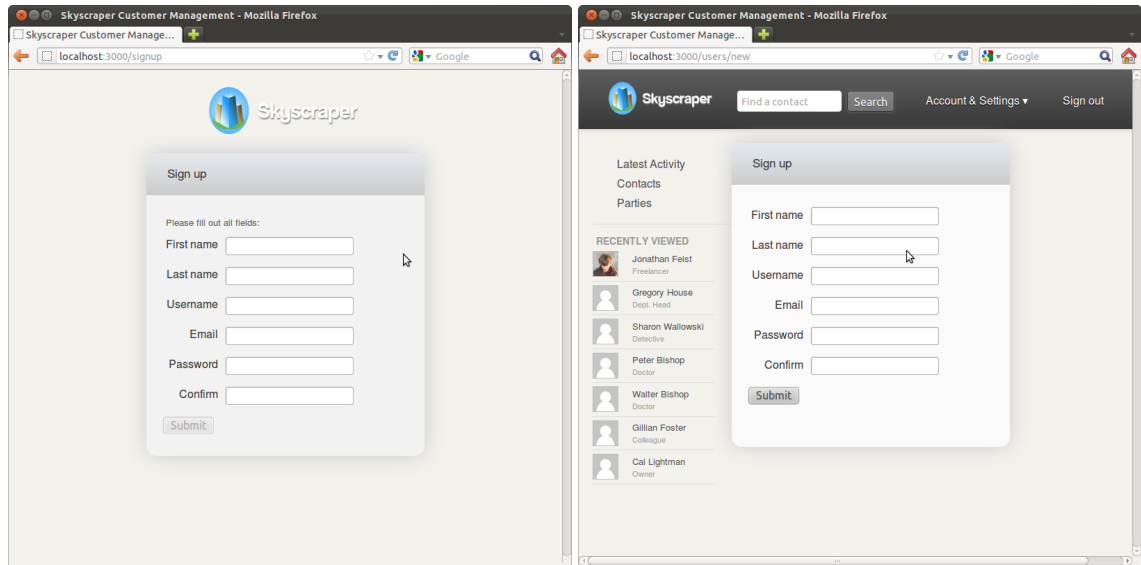 Skyscraper Customer Management - Mozilla Firefox
Skyscraper Customer Manage...
localhost:3000/signup
Google
Skyscraper
Sign up
Please fill out all fields:
First name
Last name
Username
Email
Password
Confirm
Submit
Skyscraper Customer Management - Mozilla Firefox
Skyscraper Customer Manage...
localhost:3000/users/new
Google
Skyscraper Find a contact Search Account & Settings ▾ Sign out
Latest Activity
Contacts
Parties
RECENTLY VIEWED
Jonathan Feist
Freelancer
Gregory House
Dept. Head
Sharon Wallowski
Detective
Peter Bishop
Doctor
Walter Bishop
Doctor
Gillian Foster
Colleague
Cal Lightman
Owner
Sign up
First name
Last name
Username
Email
Password
Confirm
Submit